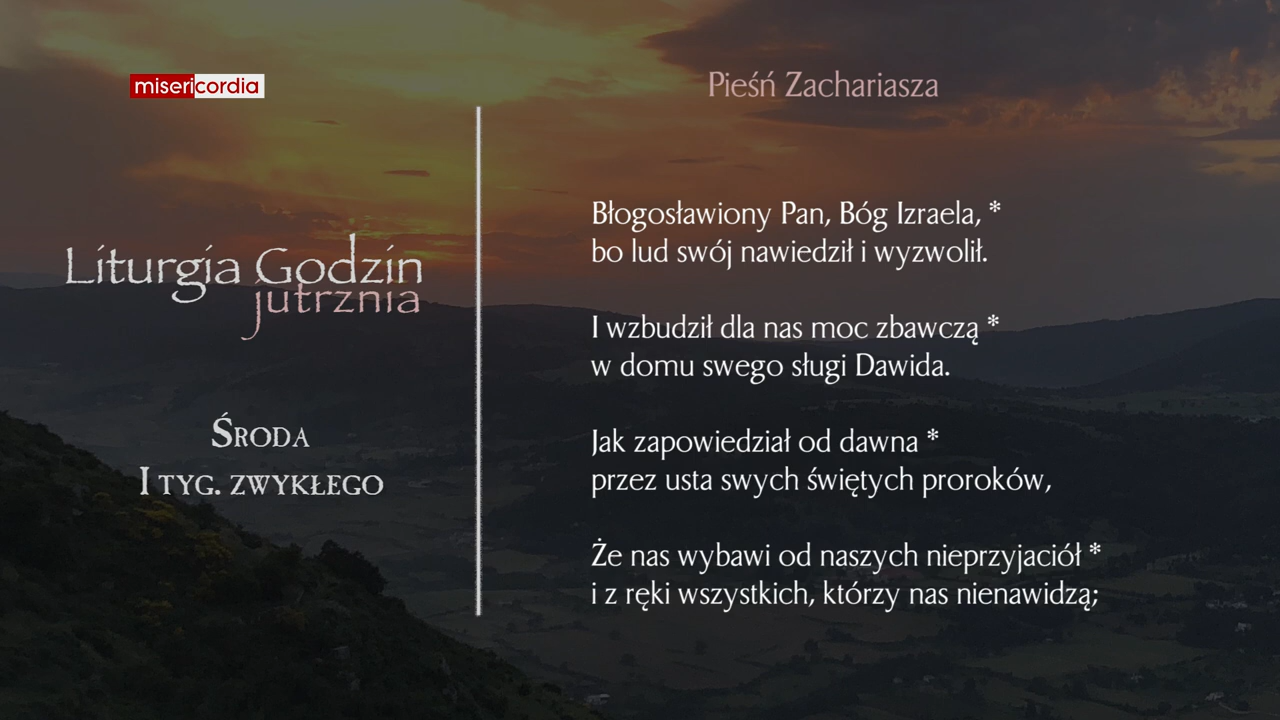 misericordia
Liturgia Godzin
jutrznia
Środa
I tyg. zwykłego
Pieśń Zachariasza
Błogosławiony Pan, Bóg Izraela, *
bo lud swój nawiedził i wyzwolił.
I wzbudził dla nas moc zbawczą *
w domu swego sługi Dawida.
Jak zapowiedział od dawna *
przez usta swych świętych proroków,
Że nas wybawi od naszych nieprzyjaciół *
i z ręki wszystkich, którzy nas nienawidzą;